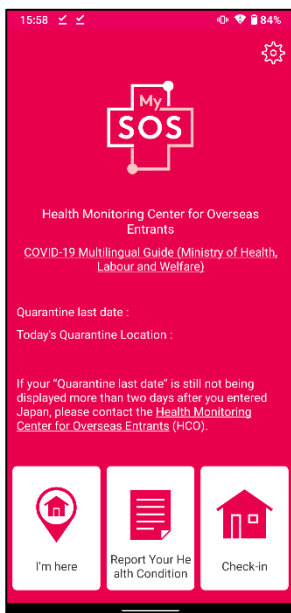 15:58
84%
My
SOS
Health Monitoring Center for Overseas
Entrants
COVID-19 Multilingual Guide (Ministry of Health,
Labour and Welfare)
Quarantine last date :
Today's Quarantine Location :
If your "Quarantine last date" is still not being
displayed more than two days after you entered
Japan, please contact the Health Monitoring
Center for Overseas Entrants (HCO).
I'm here
Report Your He
alth Condition
Check-in